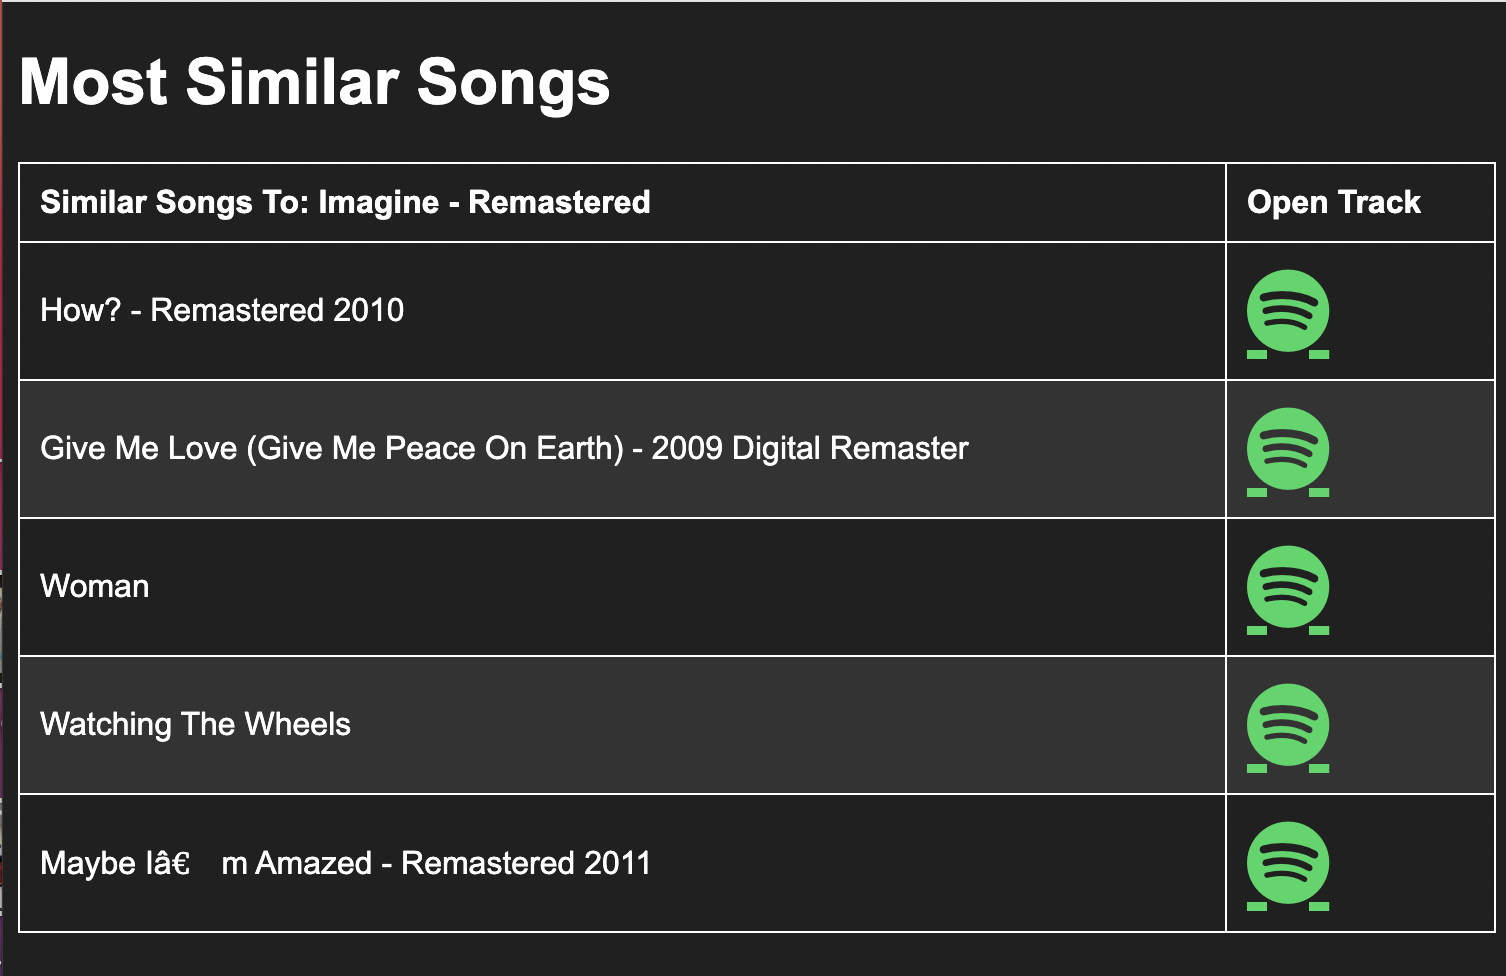 Most Similar Songs
Similar Songs To: Imagine - Remastered
Open Track
How? - Remastered 2010
Give Me Love (Give Me Peace On Earth) - 2009 Digital Remaster
Woman
Watching The Wheels
Maybe Iâ€ m Amazed - Remastered 2011